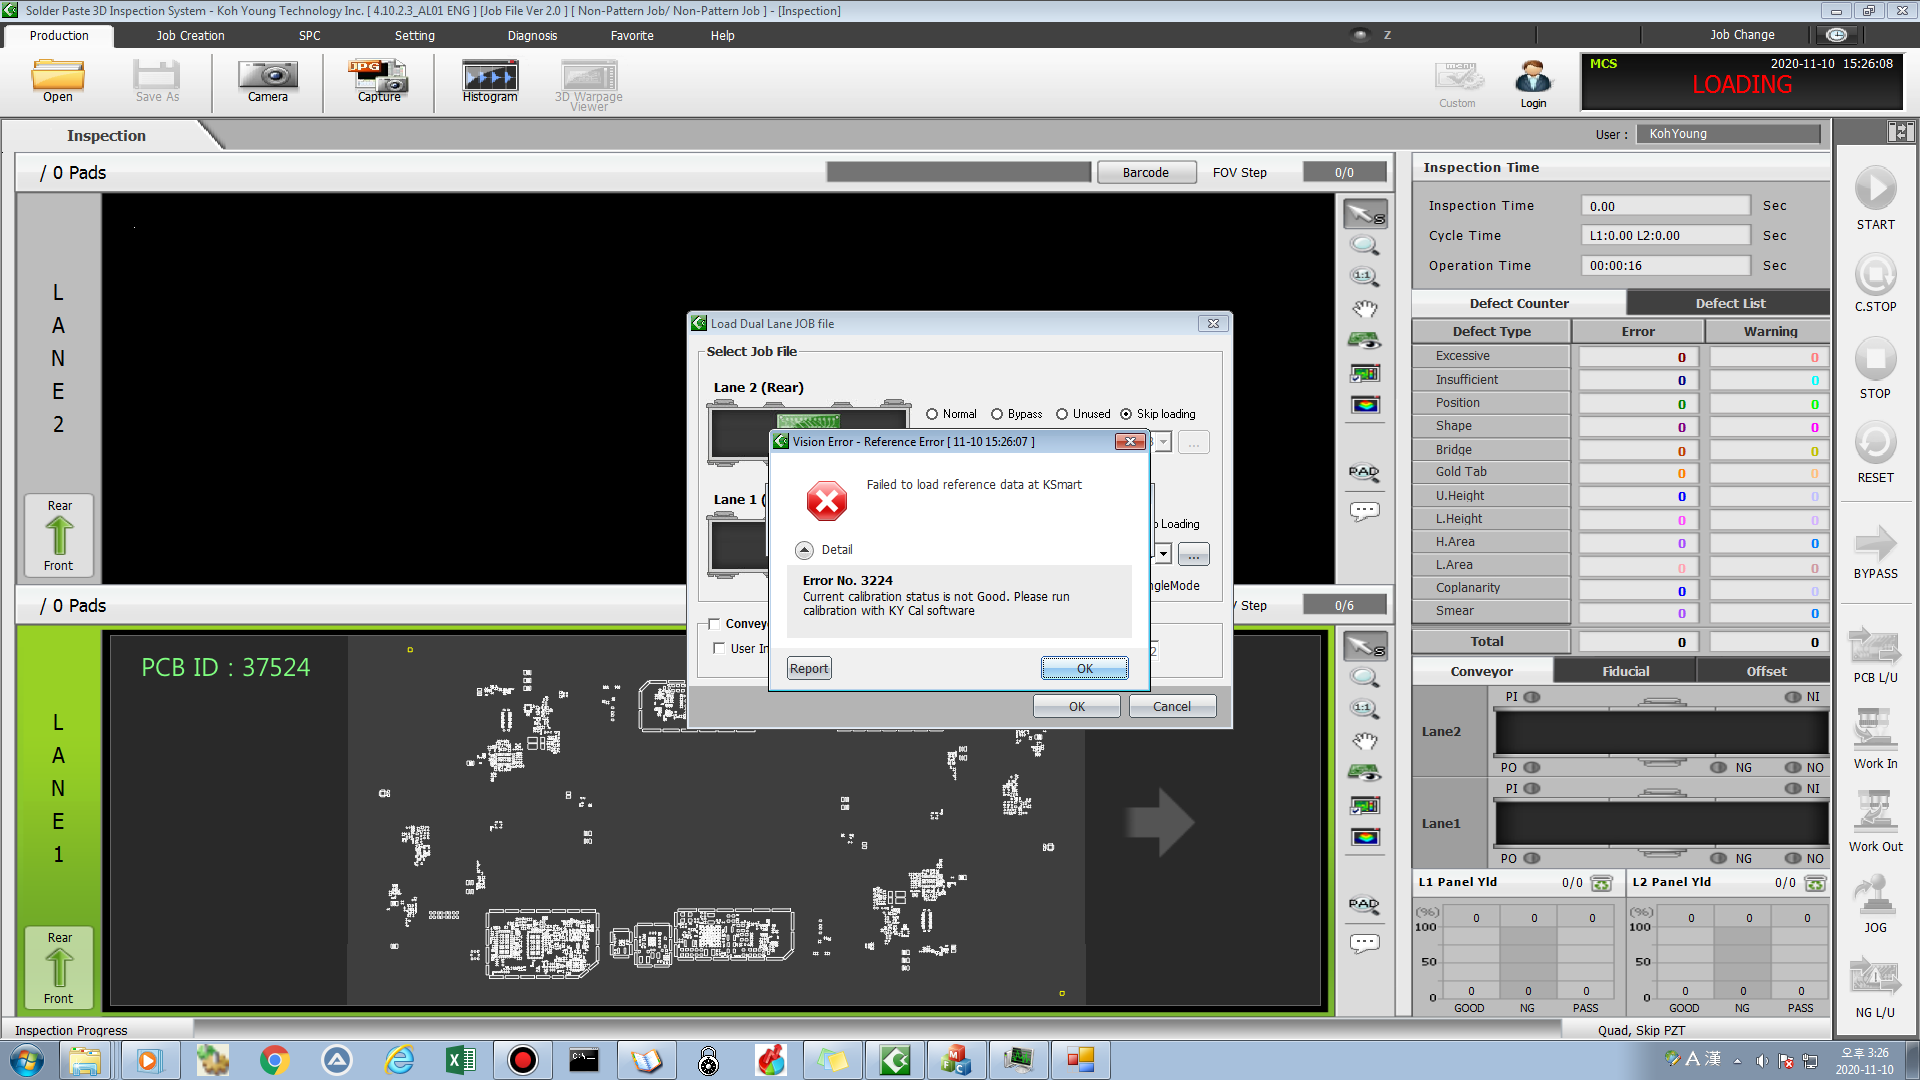 Solder Paste 3D Inspection System - Koh Young Technology Inc. [ 4.10.2.3_AL01 ENG ] [Job File Ver 2.0 ] [ Non-Pattern Job/ Non-Pattern Job ] - [Inspection]
Production Job Creation SPC Setting Diagnosis Favorite Help Z Job Change
Open Save As Camera JPG Capture Histogram 3D Warpage Viewer Custom Login
MCS 2020-11-10 15:26:08
LOADING
Inspection
User : KohYoung
/ 0 Pads
Barcode
FOV Step 0/0
LANE2
Rear
Front
S
1:1
PAD
Load Dual Lane JOB file
Select Job File
Lane 2 (Rear)
Normal Bypass Unused Skip loading
...
Lane 1 (
Loading
...
ngleMode
Convey
User In
2
OK Cancel
Vision Error - Reference Error [ 11-10 15:26:07 ]
Failed to load reference data at KSmart
Detail
Error No. 3224
Current calibration status is not Good. Please run
calibration with KY Cal software
Report OK
/ 0 Pads
Step 0/6
LANE1
PCB ID : 37524
Rear
Front
S
1:1
PAD
Inspection Time
Inspection Time 0.00 Sec
Cycle Time L1:0.00 L2:0.00 Sec
Operation Time 00:00:16 Sec
Defect Counter Defect List
Defect Type Error Warning
Excessive 0 0
Insufficient 0 0
Position 0 0
Shape 0 0
Bridge 0 0
Gold Tab 0 0
U.Height 0 0
L.Height 0 0
H.Area 0 0
L.Area 0 0
Coplanarity 0 0
Smear 0 0
Total 0 0
Conveyor Fiducial Offset
PI NI
Lane2
PO NG NO
PI NI
Lane1
PO NG NO
L1 Panel Yld 0/0
(%) 0 0 0
100
50
0 0 0 0
GOOD NG PASS
L2 Panel Yld 0/0
(%) 0 0 0
100
50
0 0 0 0
GOOD NG PASS
START
C.STOP
STOP
RESET
BYPASS
PCB L/U
Work In
Work Out
JOG
NG L/U
Inspection Progress
Quad, Skip PZT
A 漢
오후 3:26
2020-11-10